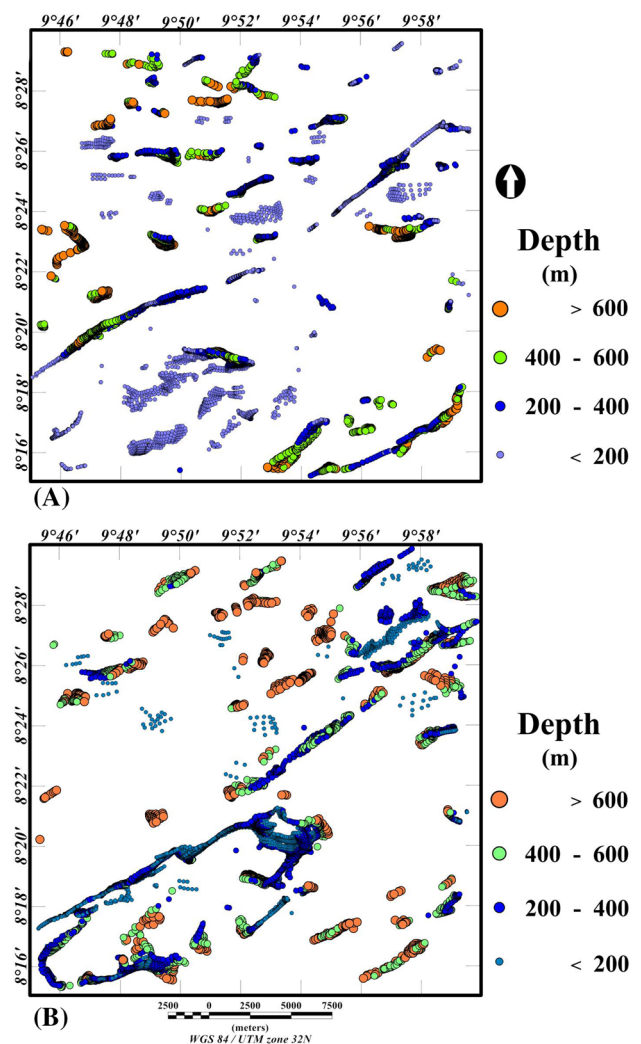 9°46' 9°48' 9°50' 9°52' 9°54' 9°56' 9°58'
8°28'
8°26'
8°24'
8°22'
8°20'
8°18'
8°16'
Depth
(m)
> 600
400 - 600
200 - 400
< 200
(A)
9°46' 9°48' 9°50' 9°52' 9°54' 9°56' 9°58'
8°28'
8°26'
8°24'
8°22'
8°20'
8°18'
8°16'
Depth
(m)
> 600
400 - 600
200 - 400
< 200
(B)
2500 0 2500 5000 7500
(meters)
WGS 84 / UTM zone 32N